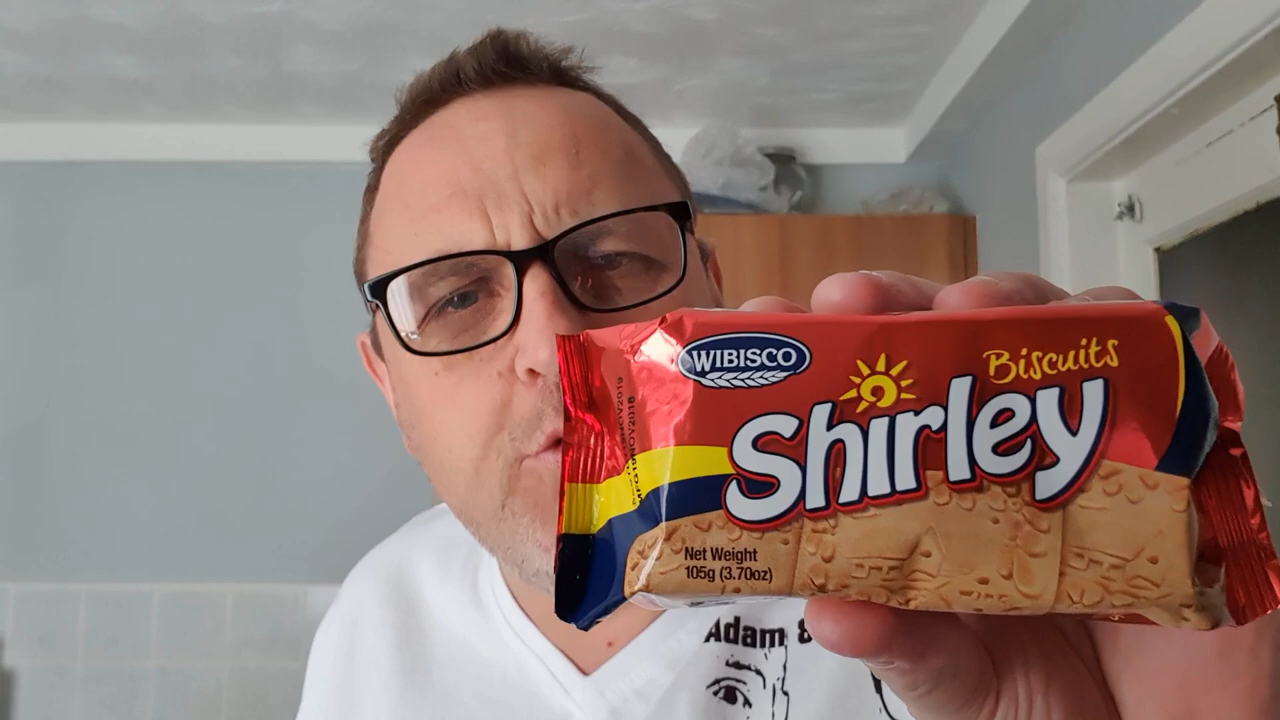 WIBISCO
Biscuits
Shirley
Net Weight
105g (3.70oz)
Adam &